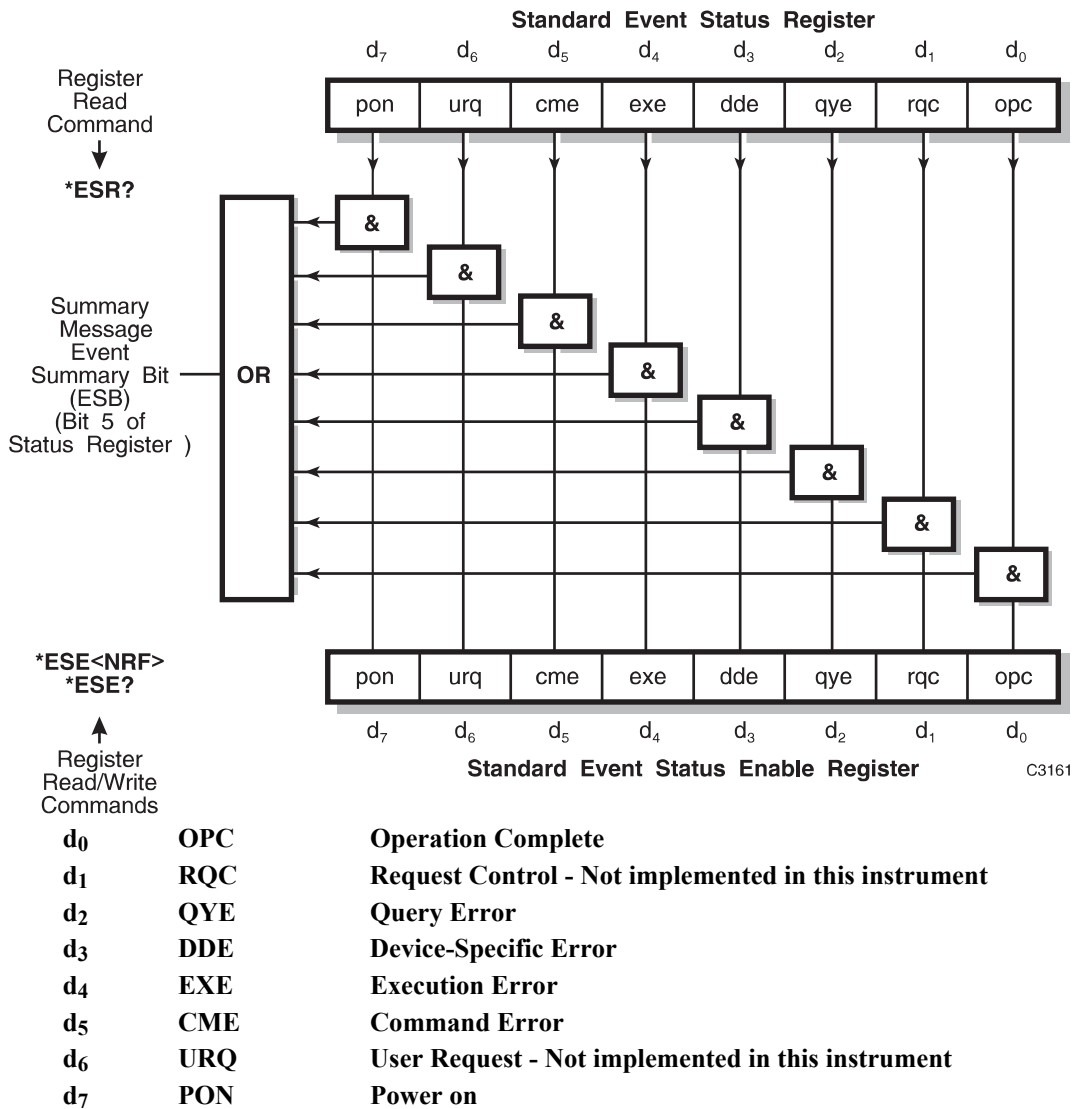 Standard Event Status Register
d7 d6 d5 d4 d3 d2 d1 d0
Register
Read
Command
pon urq cme exe dde qye rqc opc
*ESR?
&
&
&
&
&
&
&
&
Summary
Message
Event
Summary Bit
(ESB)
(Bit 5 of
Status Register )
OR
*ESE<NRF>
*ESE?
pon urq cme exe dde qye rqc opc
d7 d6 d5 d4 d3 d2 d1 d0
Register
Read/Write
Commands
Standard Event Status Enable Register
C3161
d0 OPC Operation Complete
d1 RQC Request Control - Not implemented in this instrument
d2 QYE Query Error
d3 DDE Device-Specific Error
d4 EXE Execution Error
d5 CME Command Error
d6 URQ User Request - Not implemented in this instrument
d7 PON Power on